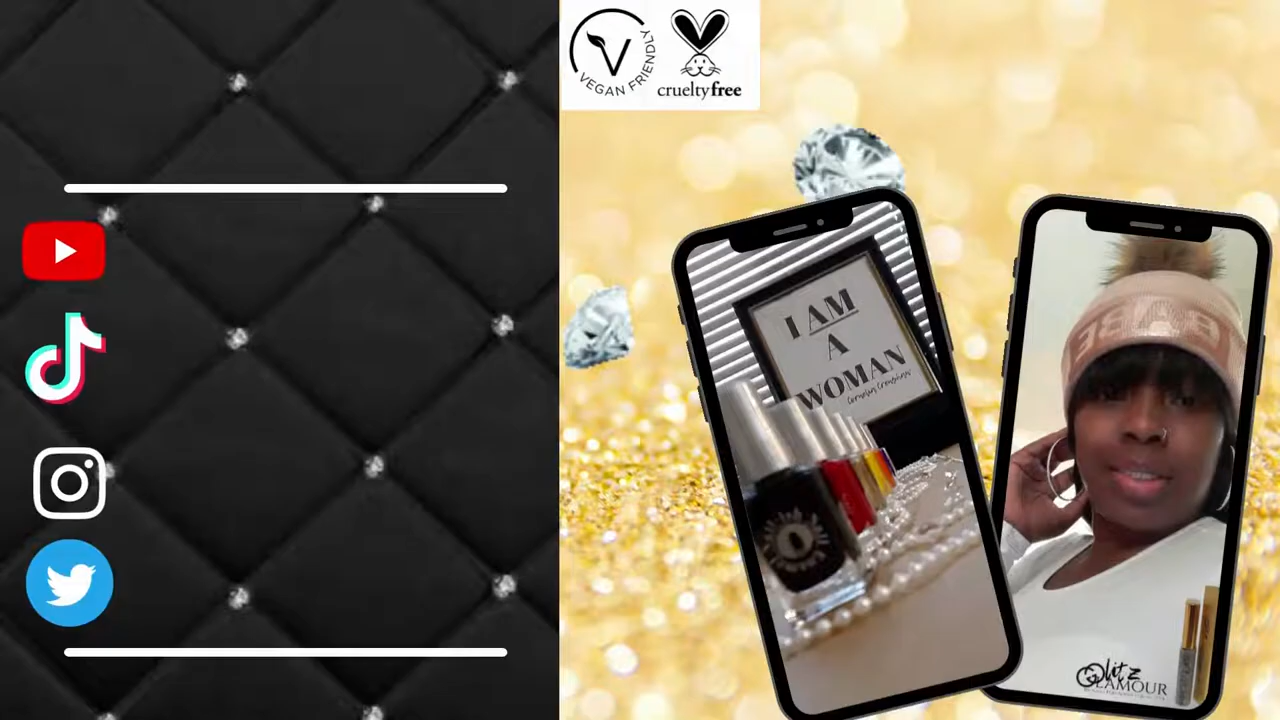 VEGAN FRIENDLY
crueltyfree
I AM
A
WOMAN
BABE
Glitz
GLAMOUR